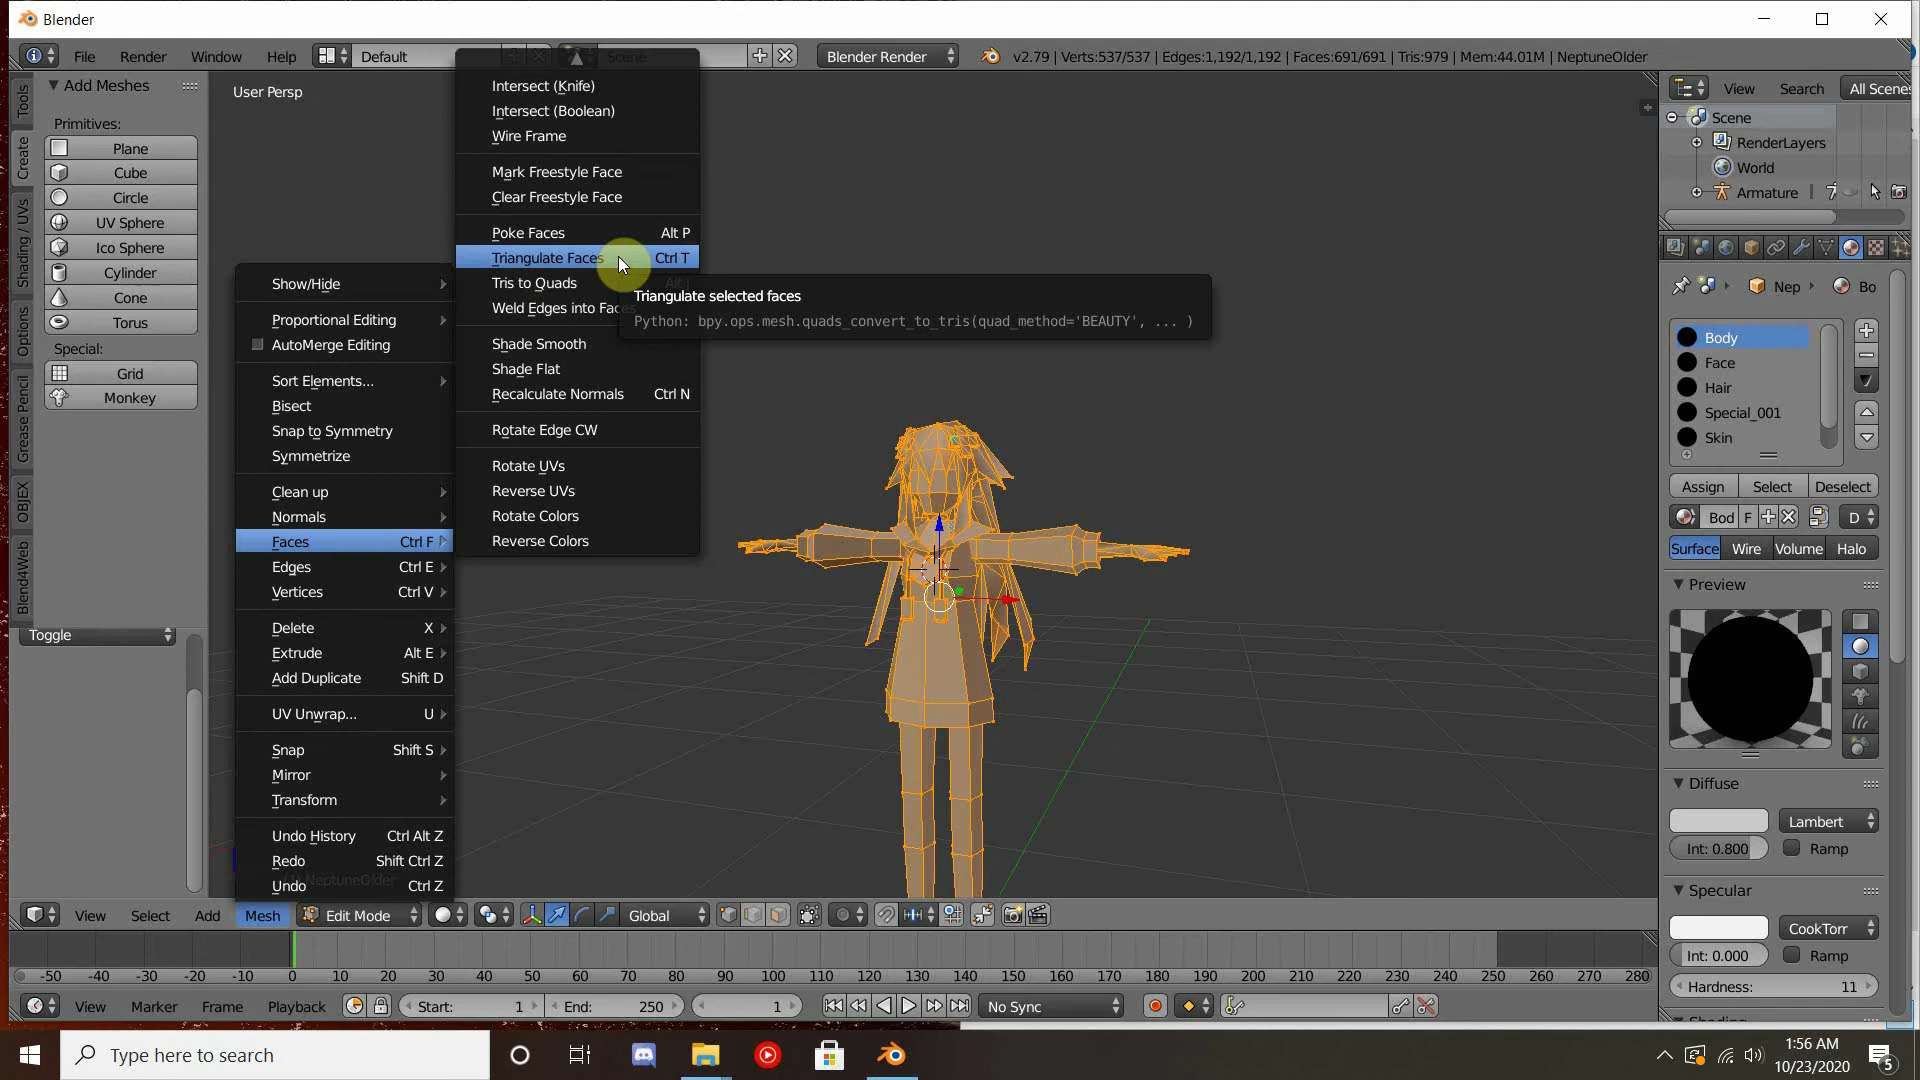 Blender
File Render Window Help Default Scene Blender Render v2.79 | Verts:537/537 | Edges:1,192/1,192 | Faces:691/691 | Tris:979 | Mem:44.01M | NeptuneOlder
Tools
Create
Shading / UVs
Options
Grease Pencil
OBJEX
Blend4Web
Add Meshes
Primitives:
Plane
Cube
Circle
UV Sphere
Ico Sphere
Cylinder
Cone
Torus
Special:
Grid
Monkey
Toggle
User Persp
Show/Hide
Proportional Editing
AutoMerge Editing
Sort Elements...
Bisect
Snap to Symmetry
Symmetrize
Clean up
Normals
Faces Ctrl F
Edges Ctrl E
Vertices Ctrl V
Delete X
Extrude Alt E
Add Duplicate Shift D
UV Unwrap... U
Snap Shift S
Mirror
Transform
Undo History Ctrl Alt Z
Redo Shift Ctrl Z
Undo Ctrl Z
NeptuneOlder
Intersect (Knife)
Intersect (Boolean)
Wire Frame
Mark Freestyle Face
Clear Freestyle Face
Poke Faces Alt P
Triangulate Faces Ctrl T
Tris to Quads Alt J
Weld Edges into Faces
Shade Smooth
Shade Flat
Recalculate Normals Ctrl N
Rotate Edge CW
Rotate UVs
Reverse UVs
Rotate Colors
Reverse Colors
Triangulate selected faces
Python: bpy.ops.mesh.quads_convert_to_tris(quad_method='BEAUTY', ... )
View Search All Scenes
Scene
RenderLayers
World
Armature
Nep Bo
Body
Face
Hair
Special_001
Skin
Assign Select Deselect
Bod F D
Surface Wire Volume Halo
Preview
Diffuse
Lambert
Int: 0.800 Ramp
Specular
CookTorr
Int: 0.000 Ramp
Hardness: 11
Shading
View Select Add Mesh Edit Mode Global
-50 -40 -30 -20 -10 0 10 20 30 40 50 60 70 80 90 100 110 120 130 140 150 160 170 180 190 200 210 220 230 240 250 260 270 280
View Marker Frame Playback Start: 1 End: 250 1 No Sync
Type here to search
1:56 AM
10/23/2020
5